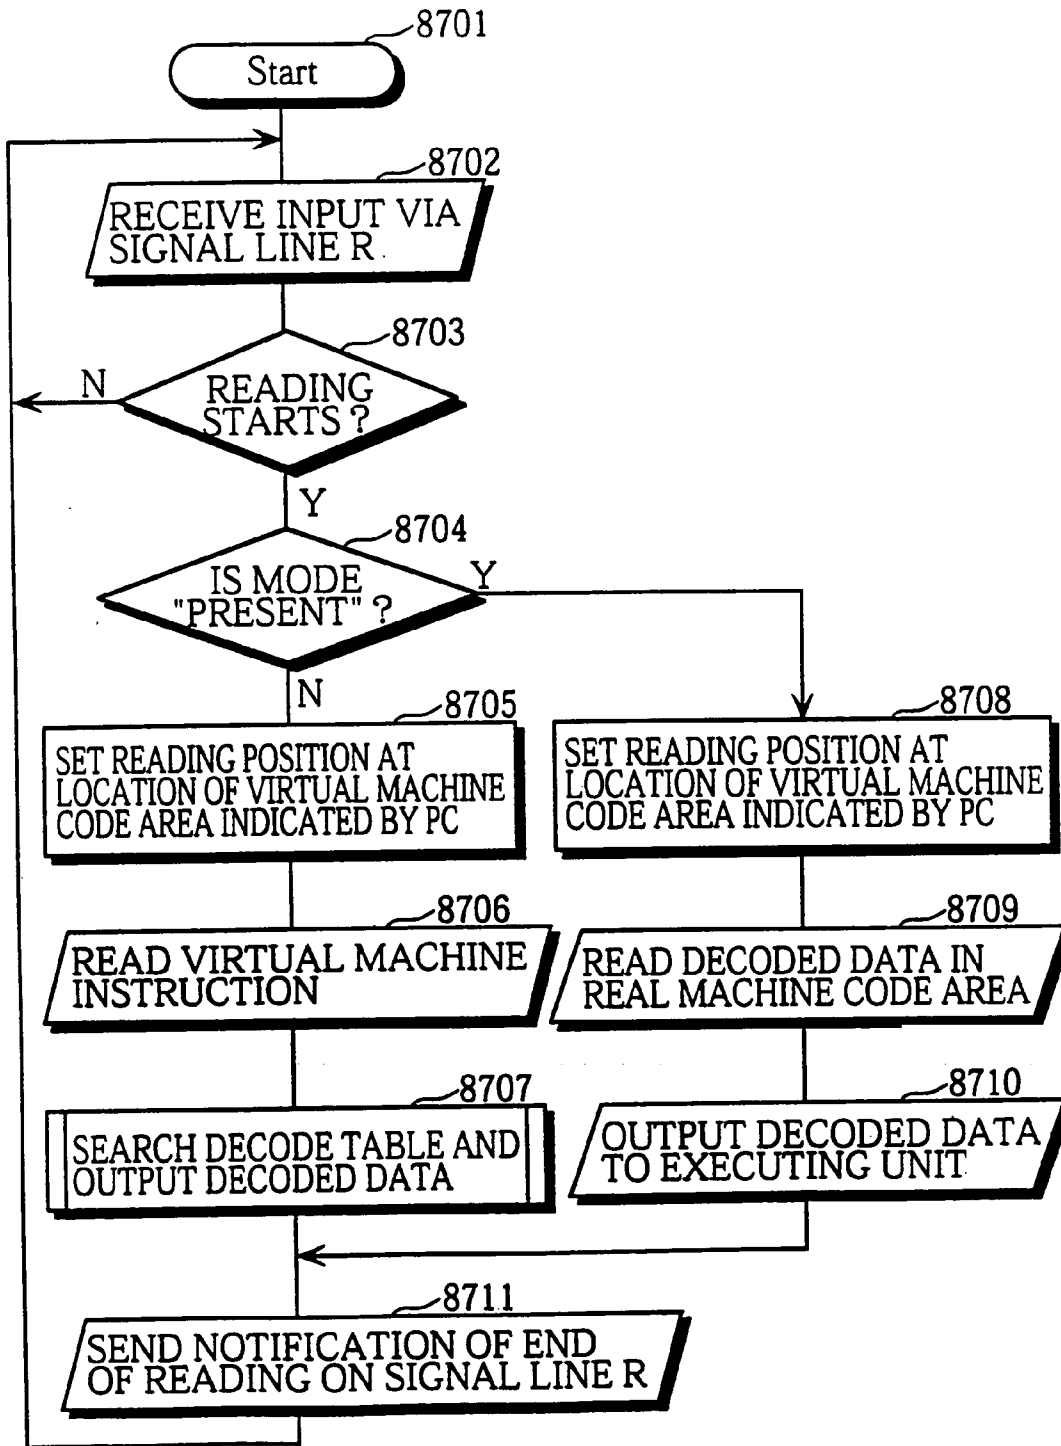 8701
Start
8702
RECEIVE INPUT VIA
SIGNAL LINE R
8703
READING
STARTS ?
N
Y
8704
IS MODE
"PRESENT" ?
Y
N
8705
SET READING POSITION AT
LOCATION OF VIRTUAL MACHINE
CODE AREA INDICATED BY PC
8708
SET READING POSITION AT
LOCATION OF VIRTUAL MACHINE
CODE AREA INDICATED BY PC
8706
READ VIRTUAL MACHINE
INSTRUCTION
8709
READ DECODED DATA IN
REAL MACHINE CODE AREA
8707
SEARCH DECODE TABLE AND
OUTPUT DECODED DATA
8710
OUTPUT DECODED DATA
TO EXECUTING UNIT
8711
SEND NOTIFICATION OF END
OF READING ON SIGNAL LINE R